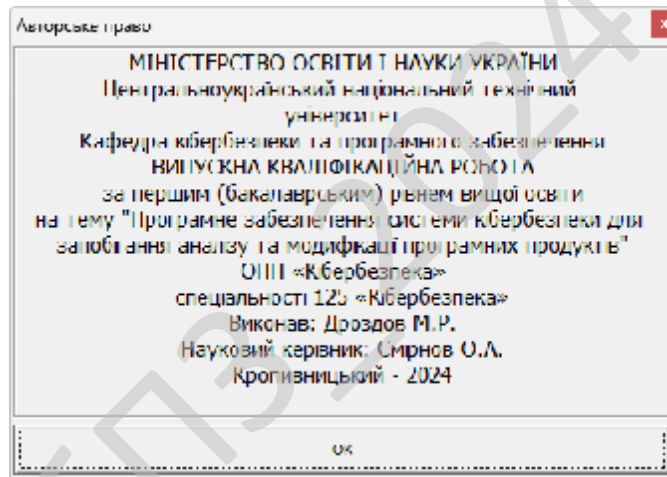 Авторське право
МІНІСТЕРСТВО ОСВІТИ І НАУКИ УКРАЇНИ
Центральноукраїнський національний технічний
університет
Кафедра кібербезпеки та програмного забезпечення
ВИПУСКНА КВАЛІФІКАЦІЙНА РОБОТА
за першим (бакалаврським) рівнем вищої освіти
на тему "Програмне забезпечення системи кібербезпеки для
запобігання аналізу та модифікації програмних продуктів"
ОПП «Кібербезпека»
спеціальності 125 «Кібербезпека»
Виконав: Дроздов М.Р.
Науковий керівник: Смірнов О.А.
Кропивницький - 2024
ОК